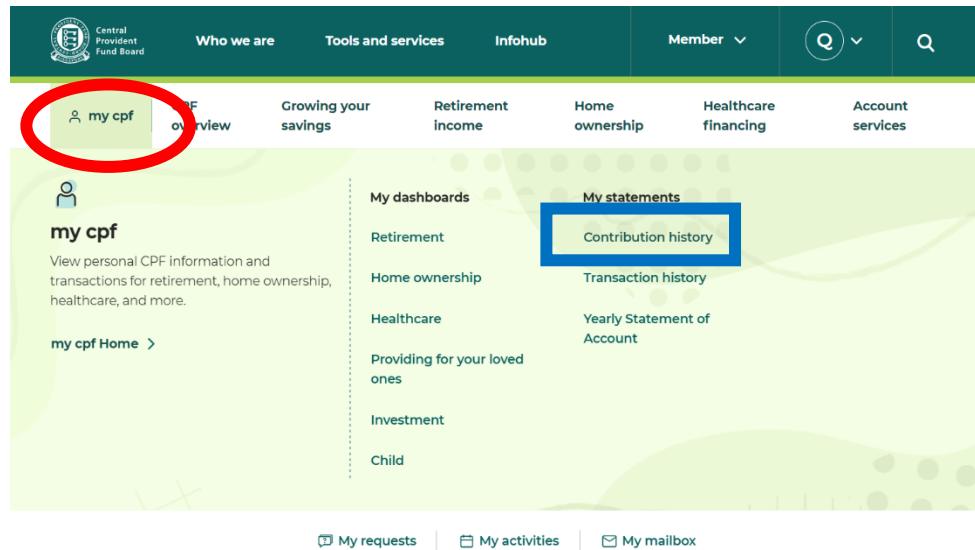 Central
Provident
Fund Board
Who we are
Tools and services
Infohub
Member
Q
my cpf
overview
Growing your
savings
Retirement
income
Home
ownership
Healthcare
financing
Account
services
my cpf
View personal CPF information and
transactions for retirement, home ownership,
healthcare, and more.
my cpf Home
My dashboards
Retirement
Home ownership
Healthcare
Providing for your loved
ones
Investment
Child
My statements
Contribution history
Transaction history
Yearly Statement of
Account
My requests
My activities
My mailbox